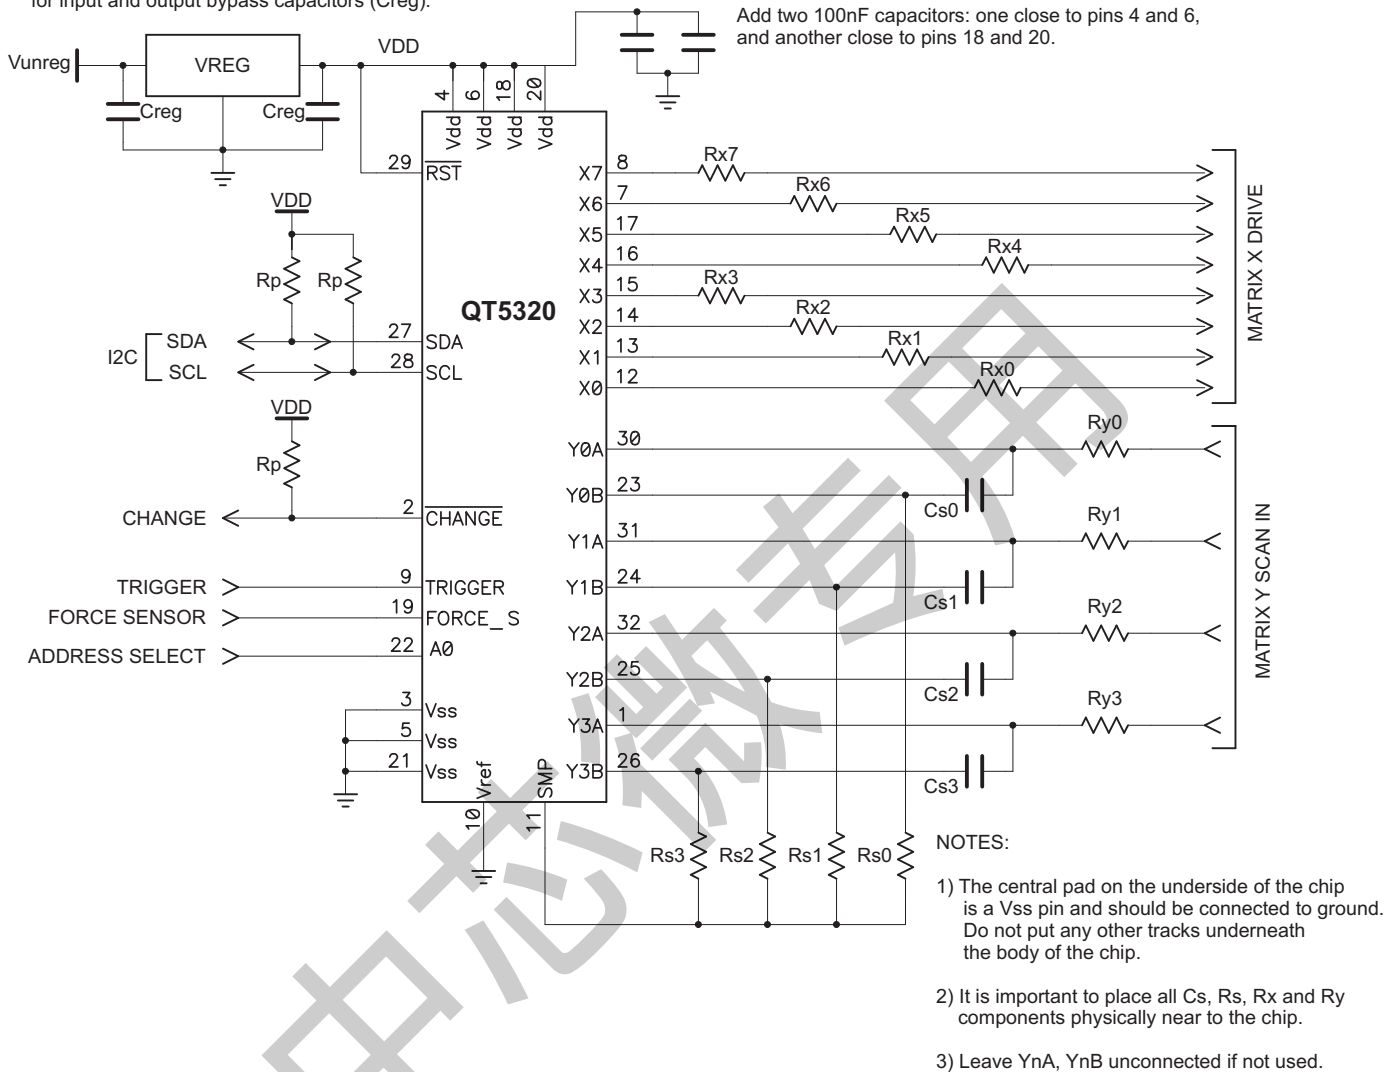 for input and output bypass capacitors (Creg).
Add two 100nF capacitors: one close to pins 4 and 6,
and another close to pins 18 and 20.
Vunreg
VREG
VDD
Creg
Creg
4
6
18
20
Vdd
Vdd
Vdd
Vdd
29
RST
VDD
Rp
Rp
QT5320
I2C
SDA
27
SDA
SCL
28
SCL
VDD
Rp
CHANGE
2
CHANGE
TRIGGER
9
TRIGGER
FORCE SENSOR
19
FORCE_S
ADDRESS SELECT
22
A0
3
Vss
5
Vss
21
Vss
Vref
10
SMP
11
X7
8
Rx7
X6
7
Rx6
X5
17
Rx5
X4
16
Rx4
X3
15
Rx3
X2
14
Rx2
X1
13
Rx1
X0
12
Rx0
MATRIX X DRIVE
Y0A
30
Ry0
Y0B
23
Cs0
Y1A
31
Ry1
Y1B
24
Cs1
Y2A
32
Ry2
Y2B
25
Cs2
Y3A
1
Ry3
Y3B
26
Cs3
MATRIX Y SCAN IN
Rs3
Rs2
Rs1
Rs0
NOTES:
1) The central pad on the underside of the chip
is a Vss pin and should be connected to ground.
Do not put any other tracks underneath
the body of the chip.
2) It is important to place all Cs, Rs, Rx and Ry
components physically near to the chip.
3) Leave YnA, YnB unconnected if not used.
中芯微专用